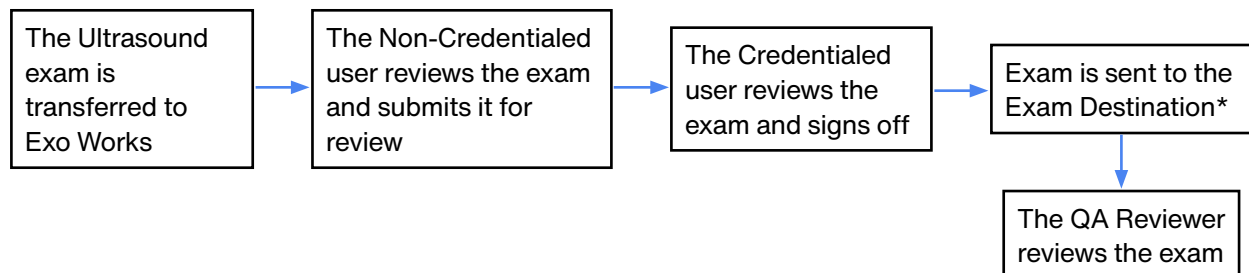 The Ultrasound
exam is
transferred to
Exo Works
The Non-Credentialed
user reviews the exam
and submits it for
review
The Credentialed
user reviews the
exam and signs off
Exam is sent to the
Exam Destination*
The QA Reviewer
reviews the exam